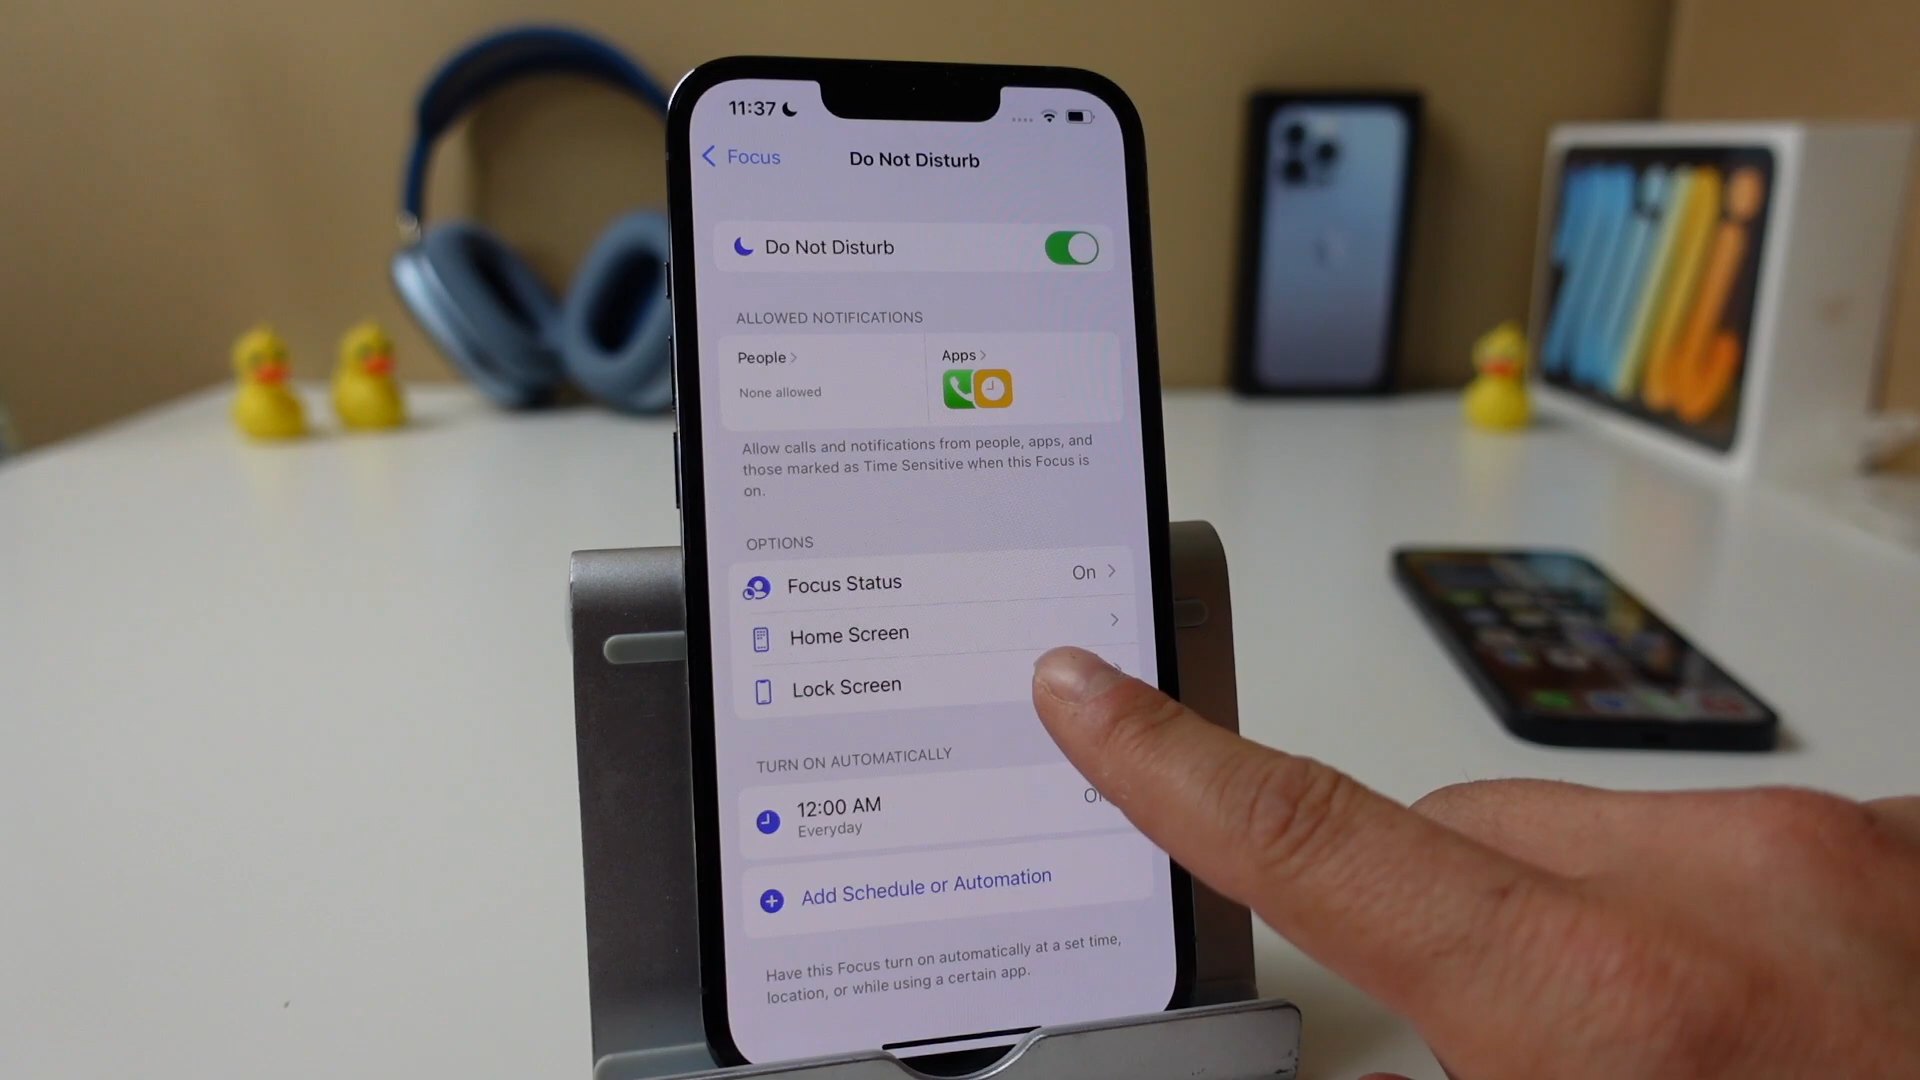 11:37
Focus
Do Not Disturb
Do Not Disturb
ALLOWED NOTIFICATIONS
People
Apps
None allowed
Allow calls and notifications from people, apps, and
those marked as Time Sensitive when this Focus is
on.
OPTIONS
Focus Status
On
Home Screen
Lock Screen
TURN ON AUTOMATICALLY
12:00 AM
Everyday
Add Schedule or Automation
Have this Focus turn on automatically at a set time,
location, or while using a certain app.